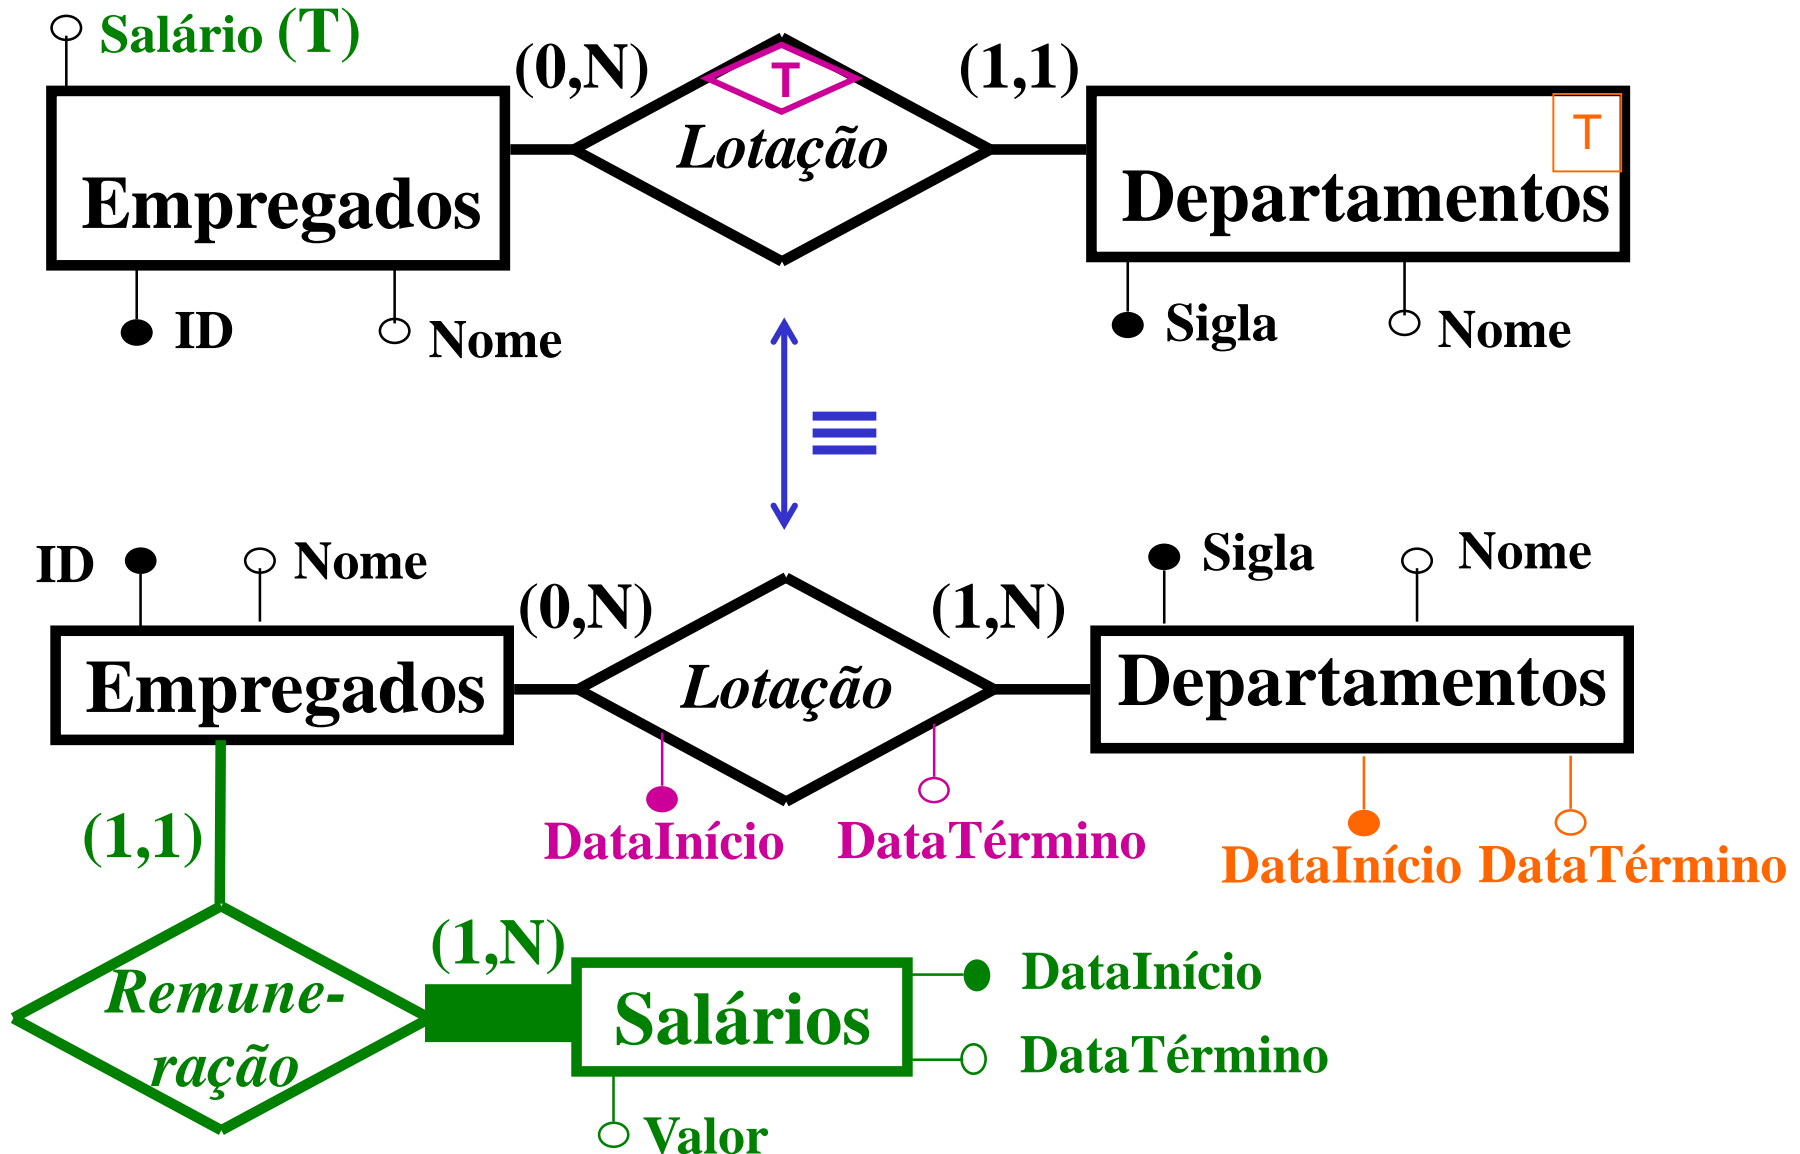 Salário (T)
(0,N)
T
(1,1)
T
Lotação
Empregados
Departamentos
ID
Nome
Sigla
Nome
≡
ID
Nome
Sigla
Nome
(0,N)
(1,N)
Empregados
Lotação
Departamentos
(1,1)
DataInício
DataTérmino
DataInício
DataTérmino
(1,N)
Remune-
ração
Salários
DataInício
DataTérmino
Valor